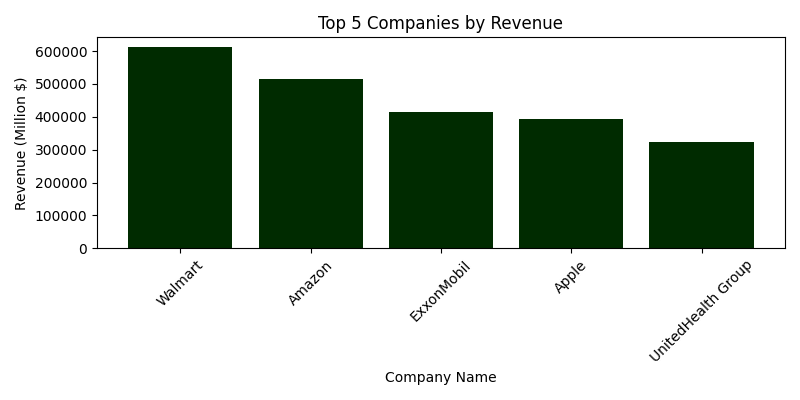 Top 5 Companies by Revenue
Revenue (Million $)
600000
500000
400000
300000
200000
100000
0
Walmart
Amazon
ExxonMobil
Apple
UnitedHealth Group
Company Name